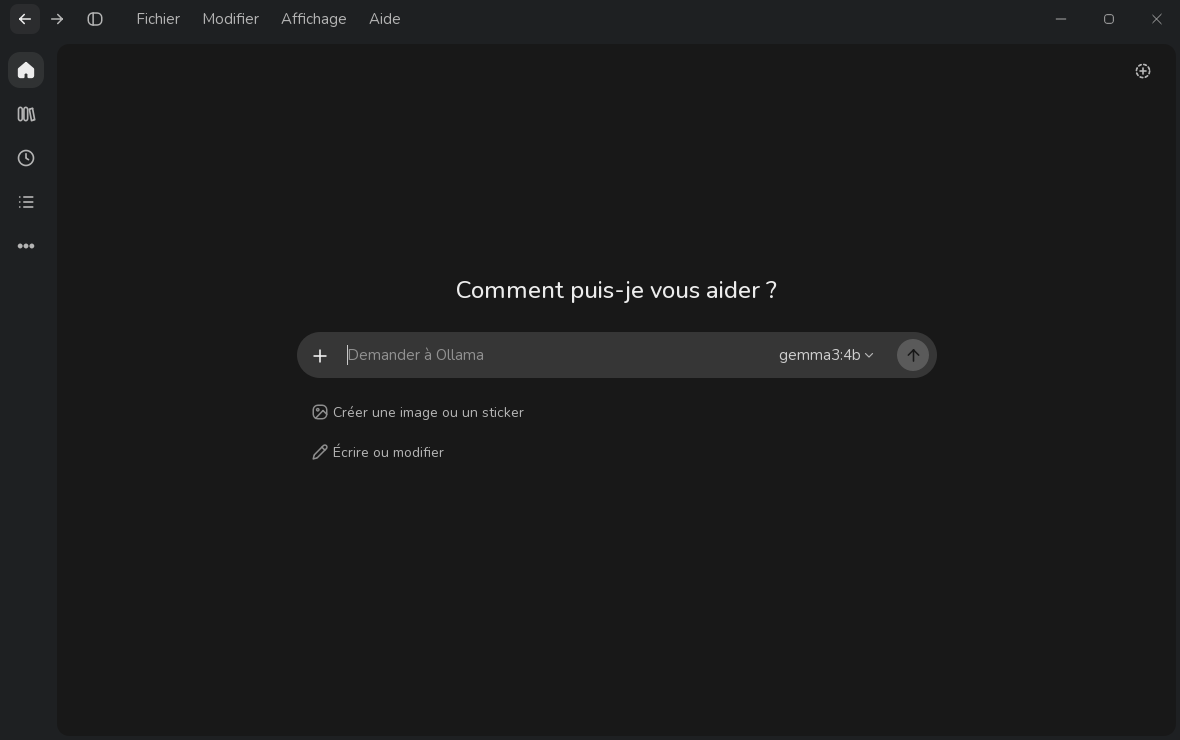 Fichier Modifier Affichage Aide
Comment puis-je vous aider ?
Demander à Ollama gemma3:4b
Créer une image ou un sticker
Écrire ou modifier